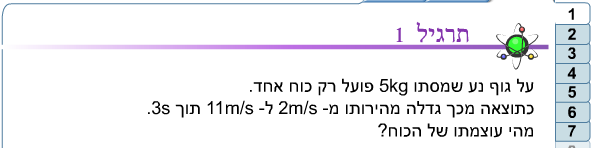 תרגיל 1
על גוף נע שמסתו 5kg פועל רק כוח אחד.
כתוצאה מכך גדלה מהירותו מ- 2m/s ל- 11m/s תוך 3s.
מהי עוצמתו של הכוח?
1
2
3
4
5
6
7